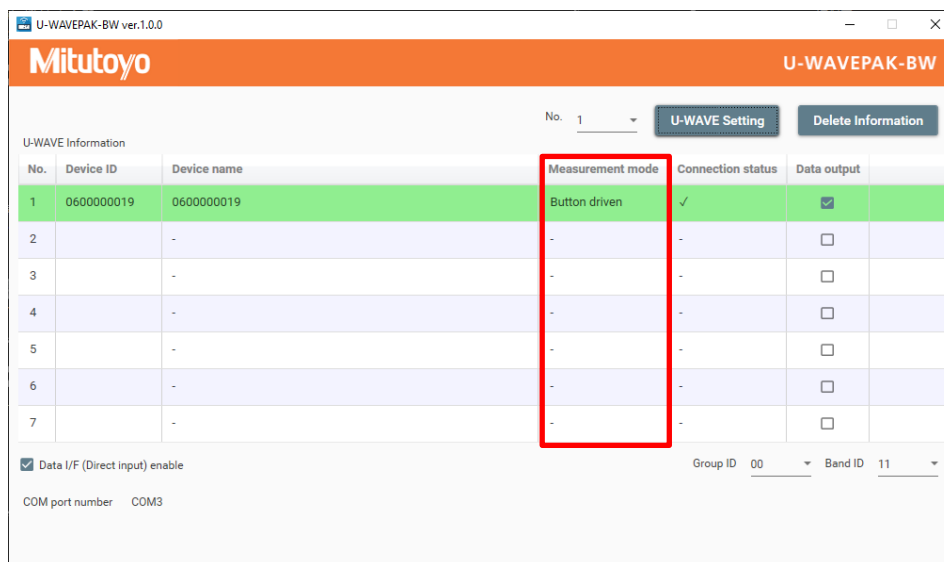 U-WAVEPAK-BW ver.1.0.0
Mitutoyo U-WAVEPAK-BW
No. 1 U-WAVE Setting Delete Information
U-WAVE Information
No. Device ID Device name Measurement mode Connection status Data output
1 0600000019 0600000019 Button driven ✓
2 - - -
3 - - -
4 - - -
5 - - -
6 - - -
7 - - -
Data I/F (Direct input) enable Group ID 00 Band ID 11
COM port number COM3